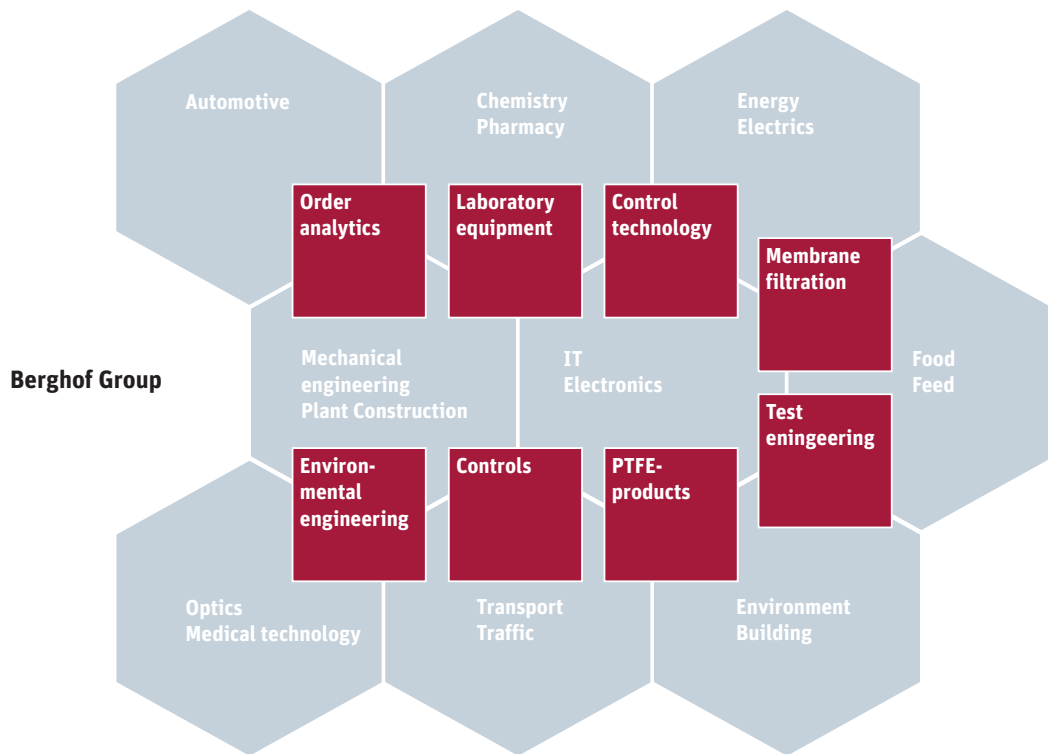 Automotive
Chemistry
Pharmacy
Energy
Electrics
Order
analytics
Laboratory
equipment
Control
technology
Membrane
filtration
Berghof Group
Mechanical
engineering
Plant Construction
IT
Electronics
Food
Feed
Test
eningeering
Environ-
mental
engineering
Controls
PTFE-
products
Optics
Medical technology
Transport
Traffic
Environment
Building